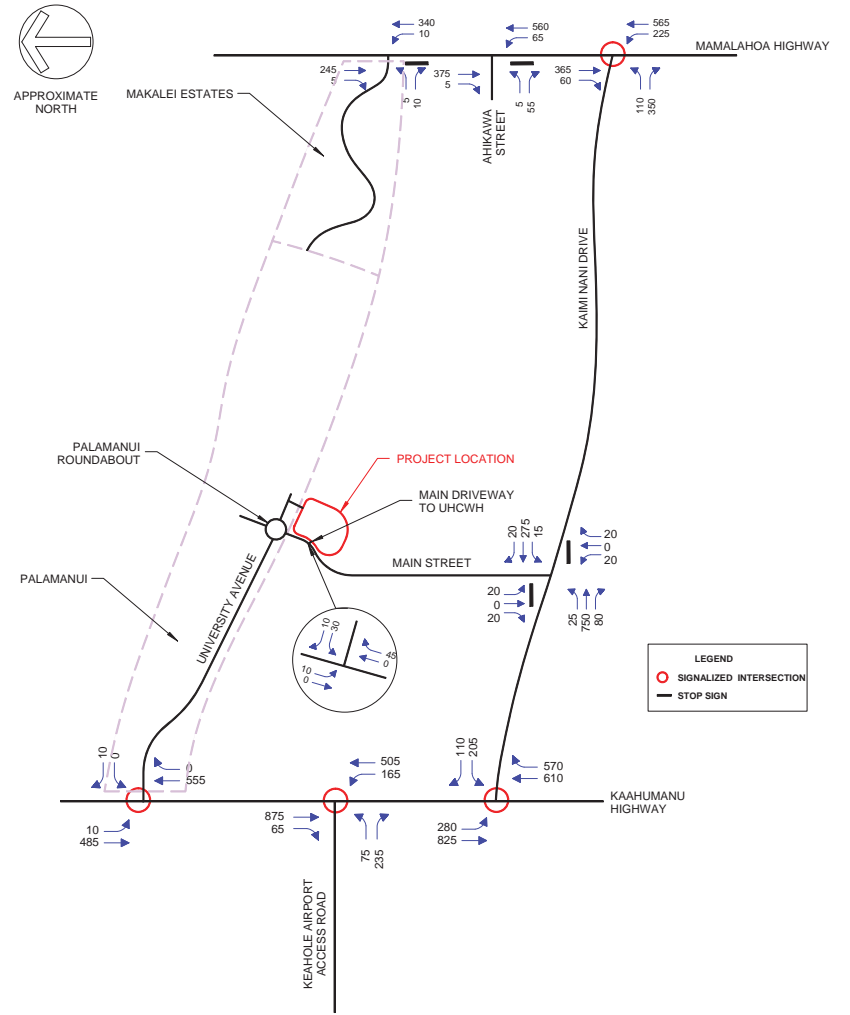 340
10
560
65
565
225
MAMALAHOA HIGHWAY
APPROXIMATE
NORTH
MAKALEI ESTATES
245
5
5
10
375
5
AHIKAWA
STREET
5
55
365
60
110
350
KAIMI NANI DRIVE
PALAMANUI
ROUNDABOUT
PROJECT LOCATION
MAIN DRIVEWAY
TO UHCWH
MAIN STREET
20
275
15
20
0
20
20
0
20
25
750
80
PALAMANUI
UNIVERSITY AVENUE
10
30
45
0
10
0
LEGEND
SIGNALIZED INTERSECTION
STOP SIGN
10
0
0
555
505
165
110
205
570
610
KAAHUMANU
HIGHWAY
10
485
875
65
75
235
280
825
KEAHOLE AIRPORT
ACCESS ROAD